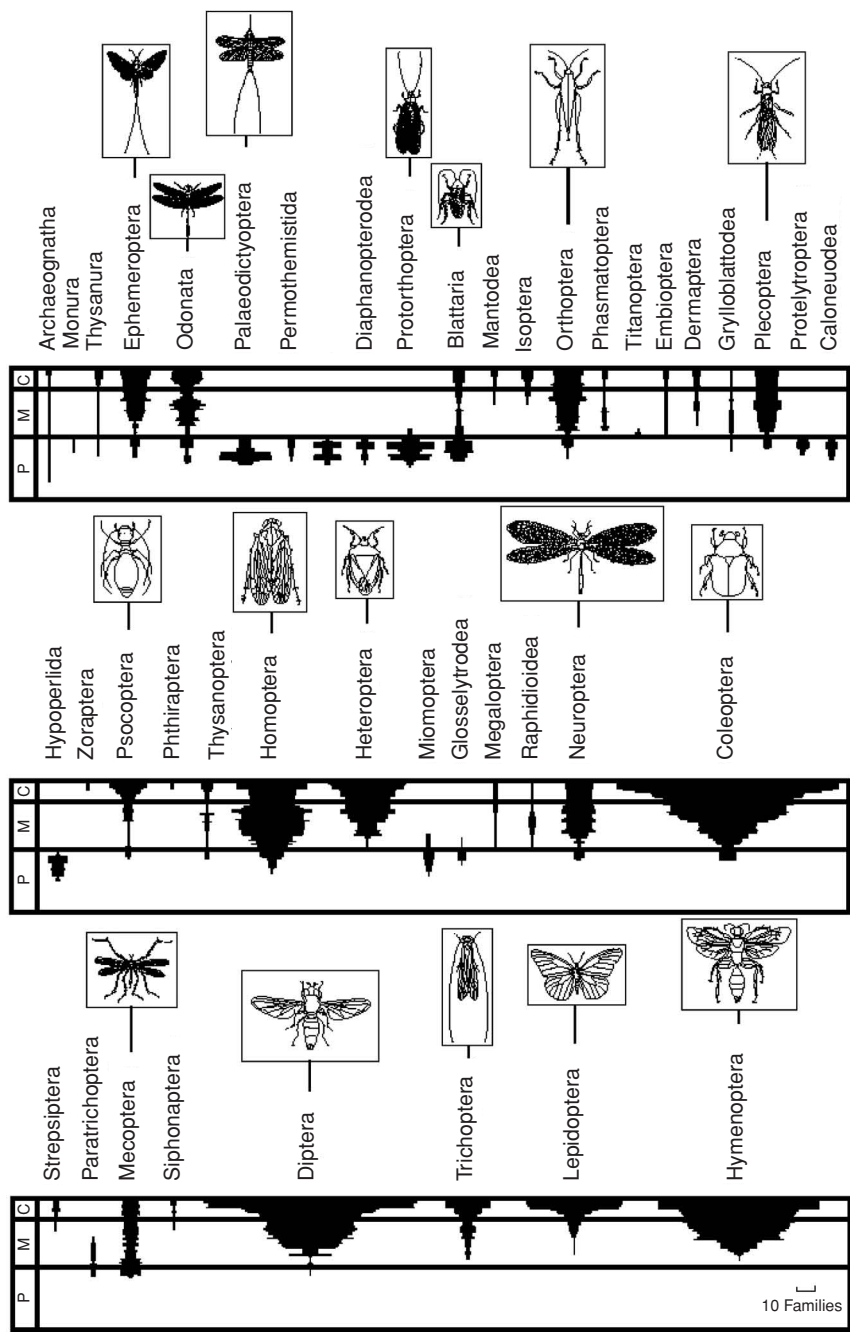 Archaeognatha
Monura
Thysanura
Ephemeroptera
Odonata
Palaeodictyoptera
Permothemistida
Diaphanopterodea
Protorthoptera
Blattaria
Mantodea
Isoptera
Orthoptera
Phasmatoptera
Titanoptera
Embioptera
Dermaptera
Grylloblattodea
Plecoptera
Protelytroptera
Caloneuodea
C
M
P
Hypoperlida
Zoraptera
Psocoptera
Phthiraptera
Thysanoptera
Homoptera
Heteroptera
Miomoptera
Glosselytrodea
Megaloptera
Raphidioidea
Neuroptera
Coleoptera
C
M
P
Strepsiptera
Paratrichoptera
Mecoptera
Siphonaptera
Diptera
Trichoptera
Lepidoptera
Hymenoptera
C
M
P
10 Families